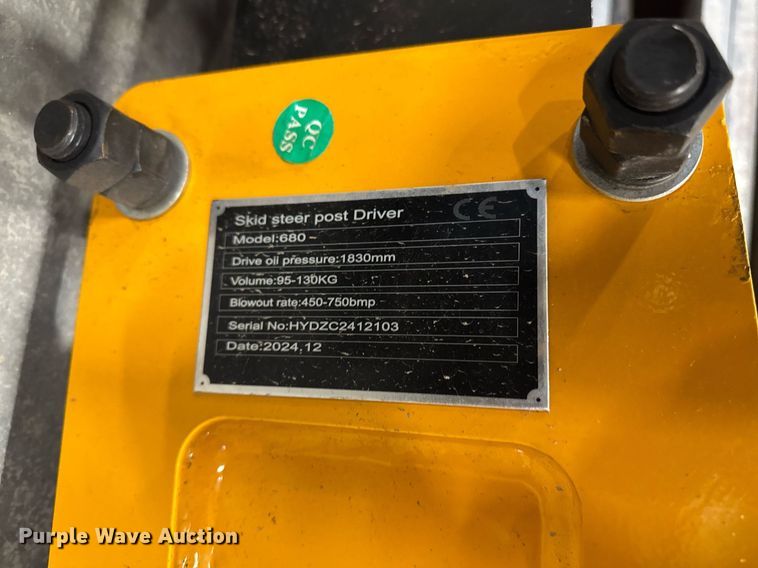 QC
PASS
Skid steer post Driver CE
Model:680
Drive oil pressure:1830mm
Volume:95-130KG
Blowout rate:450-750bmp
Serial No:HYDZC2412103
Date:2024.12
Purple Wave Auction®